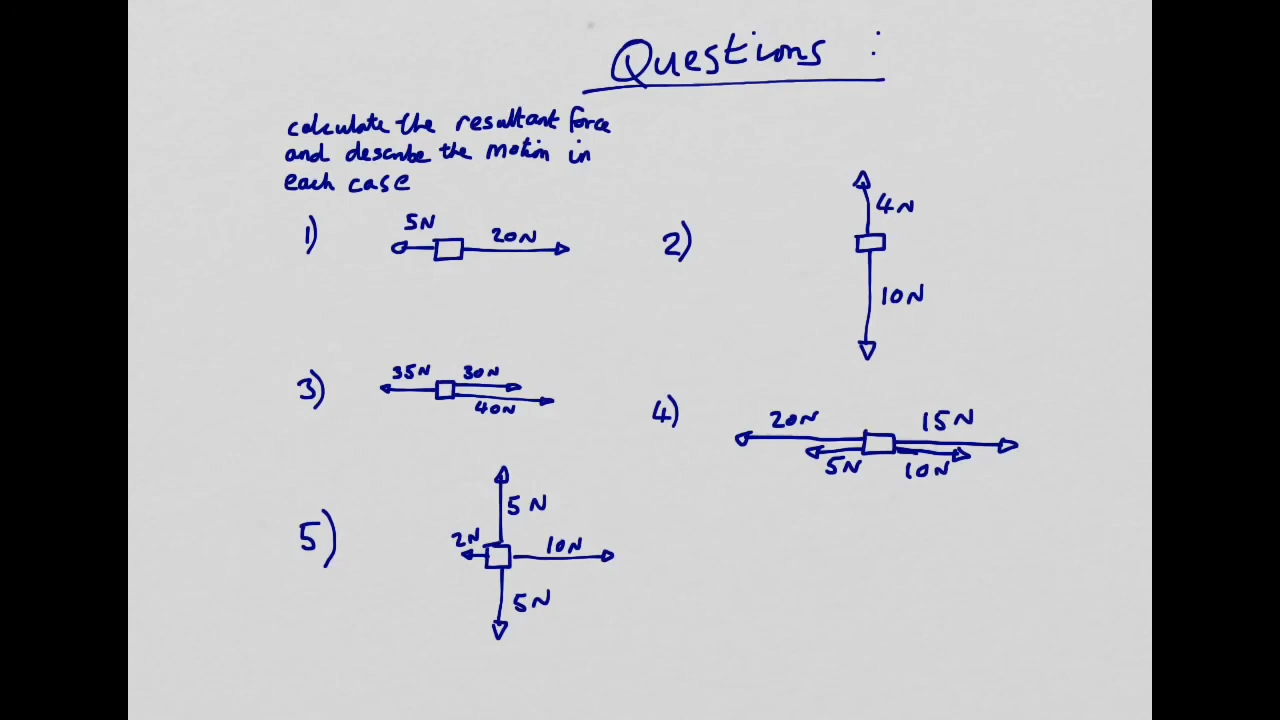 Questions :
calculate the resultant force
and describe the motion in
each case
1)
5N
20N
2)
4N
10N
3)
35N
30N
40N
4)
20N
15N
5N
10N
5)
5N
2N
10N
5N